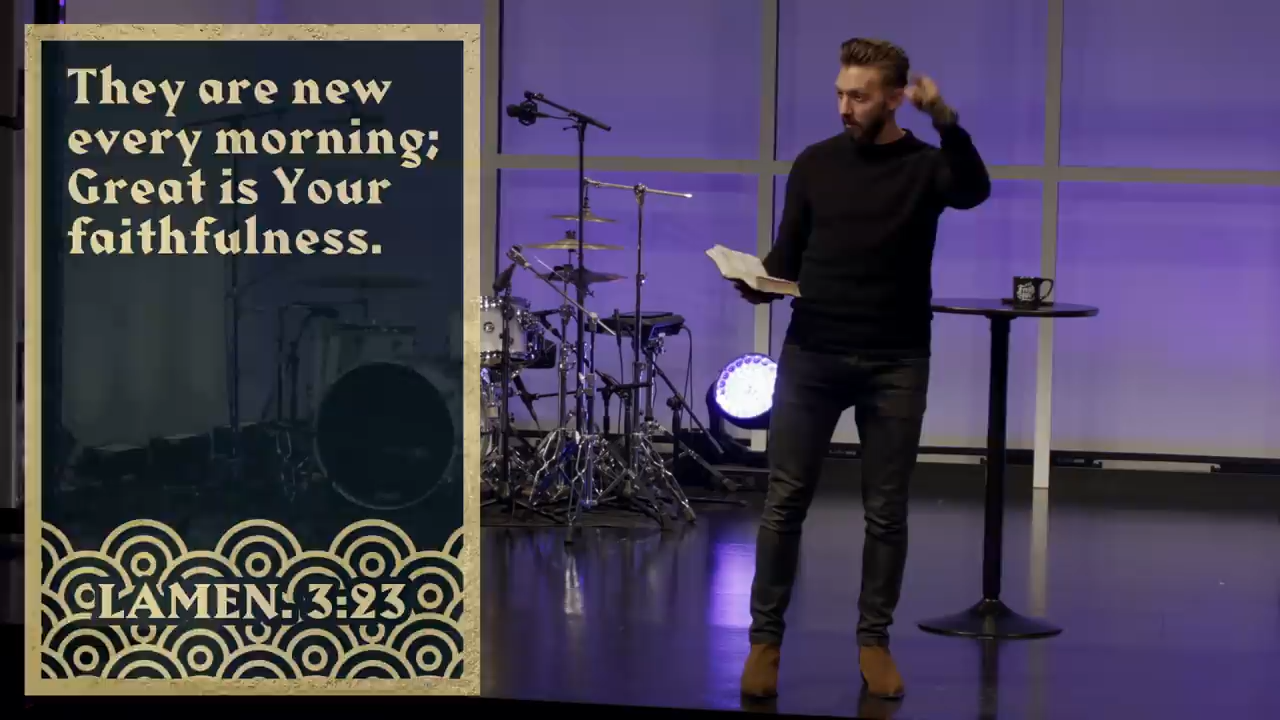 They are new
every morning;
Great is Your
faithfulness.
LAMEN: 3:23